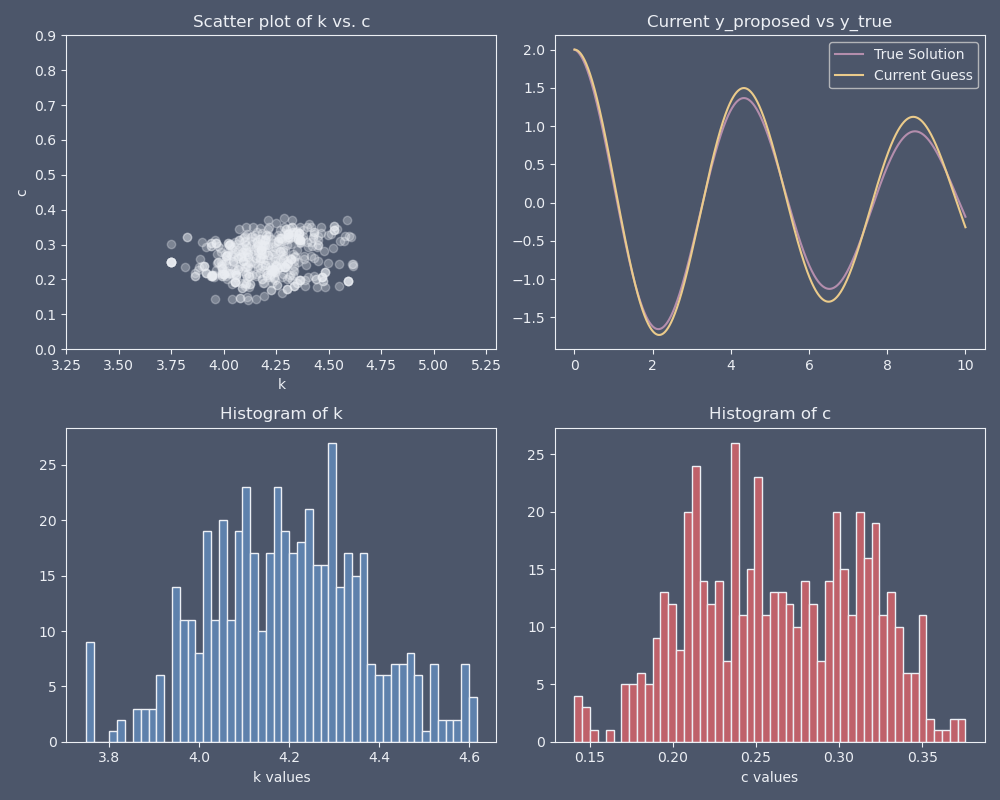 Scatter plot of k vs. c
0.9
0.8
0.7
0.6
0.5
0.4
0.3
0.2
0.1
0.0
c
3.25 3.50 3.75 4.00 4.25 4.50 4.75 5.00 5.25
k
Current y_proposed vs y_true
True Solution
Current Guess
2.0
1.5
1.0
0.5
0.0
−0.5
−1.0
−1.5
0 2 4 6 8 10
Histogram of k
25
20
15
10
5
0
3.8 4.0 4.2 4.4 4.6
k values
Histogram of c
25
20
15
10
5
0
0.15 0.20 0.25 0.30 0.35
c values